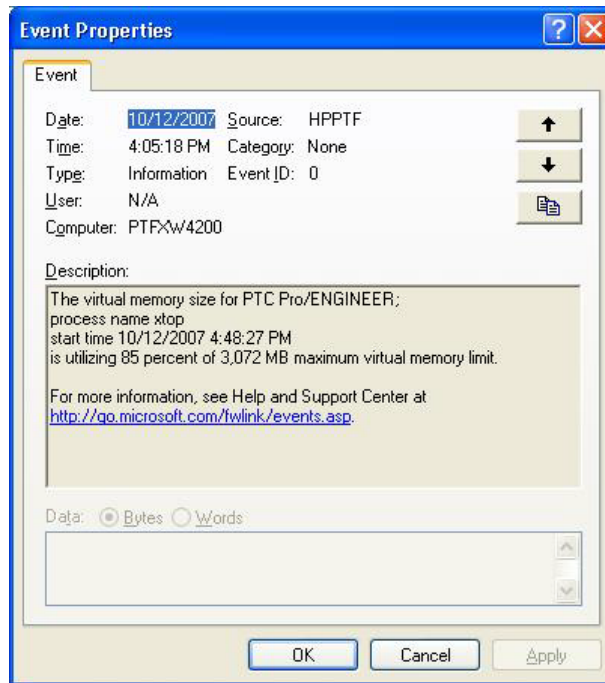 Event Properties
Event
Date: 10/12/2007 Source: HPPTF
Time: 4:05:18 PM Category: None
Type: Information Event ID: 0
User: N/A
Computer: PTFXW4200
Description:
The virtual memory size for PTC Pro/ENGINEER;
process name xtop
start time 10/12/2007 4:48:27 PM
is utilizing 85 percent of 3,072 MB maximum virtual memory limit.
For more information, see Help and Support Center at
http://go.microsoft.com/fwlink/events.asp.
Data: Bytes Words
OK Cancel Apply